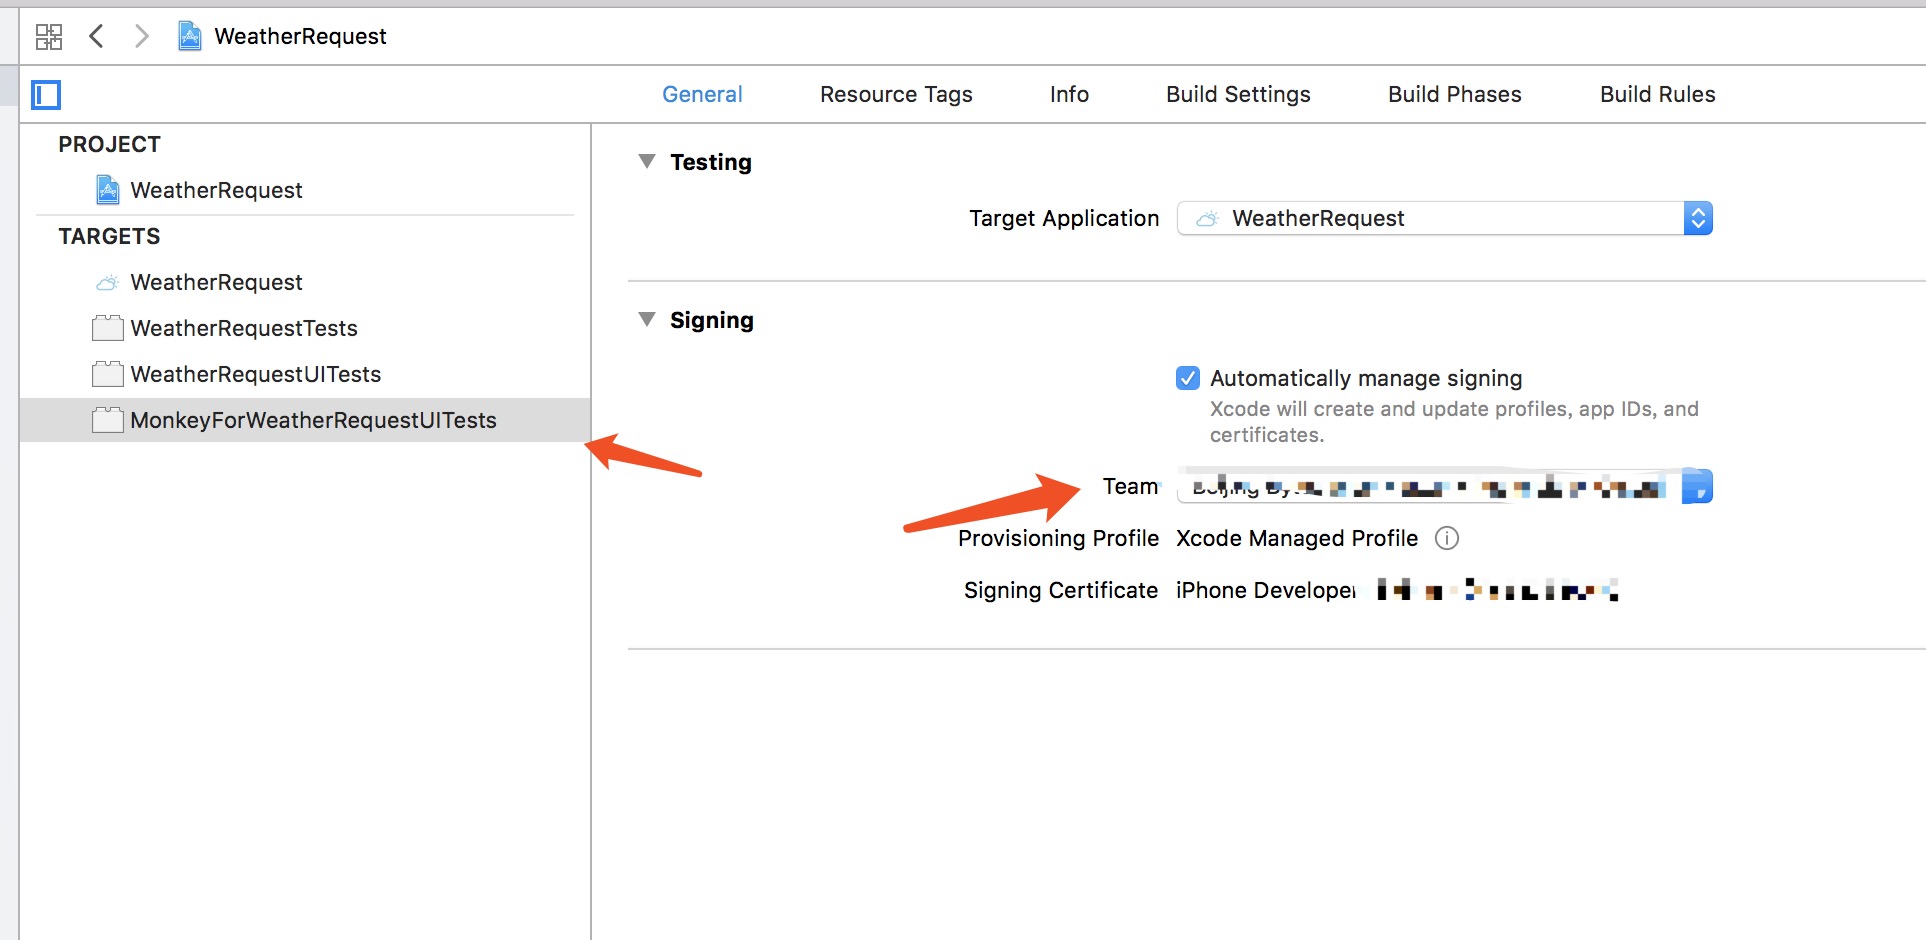 WeatherRequest
General Resource Tags Info Build Settings Build Phases Build Rules
PROJECT
WeatherRequest
TARGETS
WeatherRequest
WeatherRequestTests
WeatherRequestUITests
MonkeyForWeatherRequestUITests
Testing
Target Application WeatherRequest
Signing
Automatically manage signing
Xcode will create and update profiles, app IDs, and
certificates.
Team Beijing
Provisioning Profile Xcode Managed Profile
Signing Certificate iPhone Developer